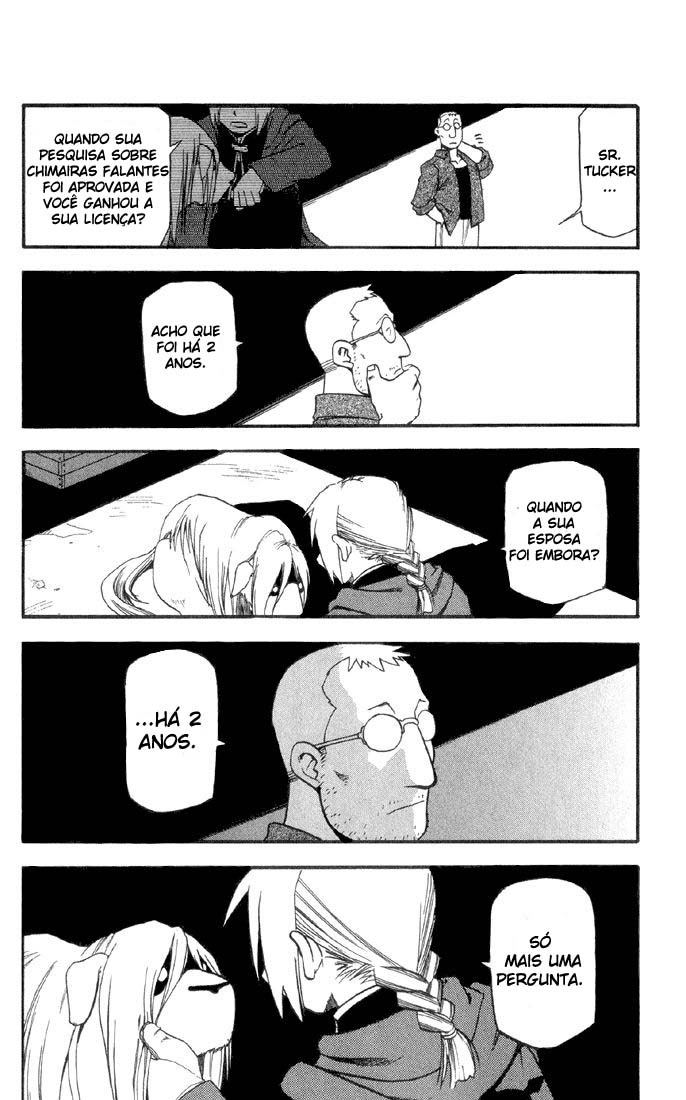 SR.
TUCKER
...
QUANDO SUA
PESQUISA SOBRE
CHIMAIRAS FALANTES
FOI APROVADA E
VOCÊ GANHOU A
SUA LICENÇA?
ACHO QUE
FOI HÁ 2
ANOS.
QUANDO
A SUA
ESPOSA
FOI EMBORA?
...HÁ 2
ANOS.
SÓ
MAIS UMA
PERGUNTA.